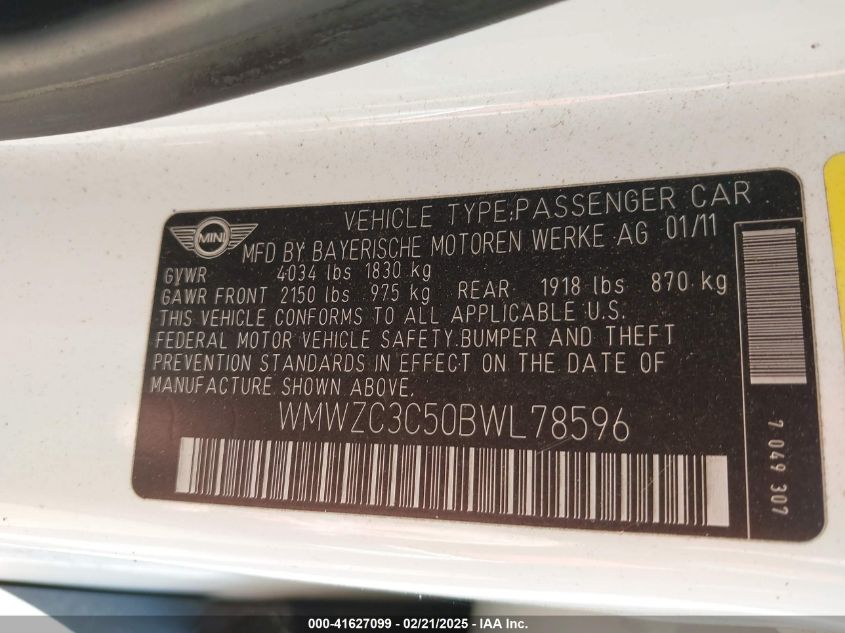 MINI
VEHICLE TYPE:PASSENGER CAR
MFD BY BAYERISCHE MOTOREN WERKE AG 01/11
GVWR 4034 lbs 1830 kg
GAWR FRONT 2150 lbs 975 kg REAR 1918 lbs 870 kg
THIS VEHICLE CONFORMS TO ALL APPLICABLE U.S.
FEDERAL MOTOR VEHICLE SAFETY.BUMPER AND THEFT
PREVENTION STANDARDS IN EFFECT ON THE DATE OF
MANUFACTURE SHOWN ABOVE.
WMWZC3C50BWL78596
7 049 307
000-41627099 - 02/21/2025 - IAA Inc.